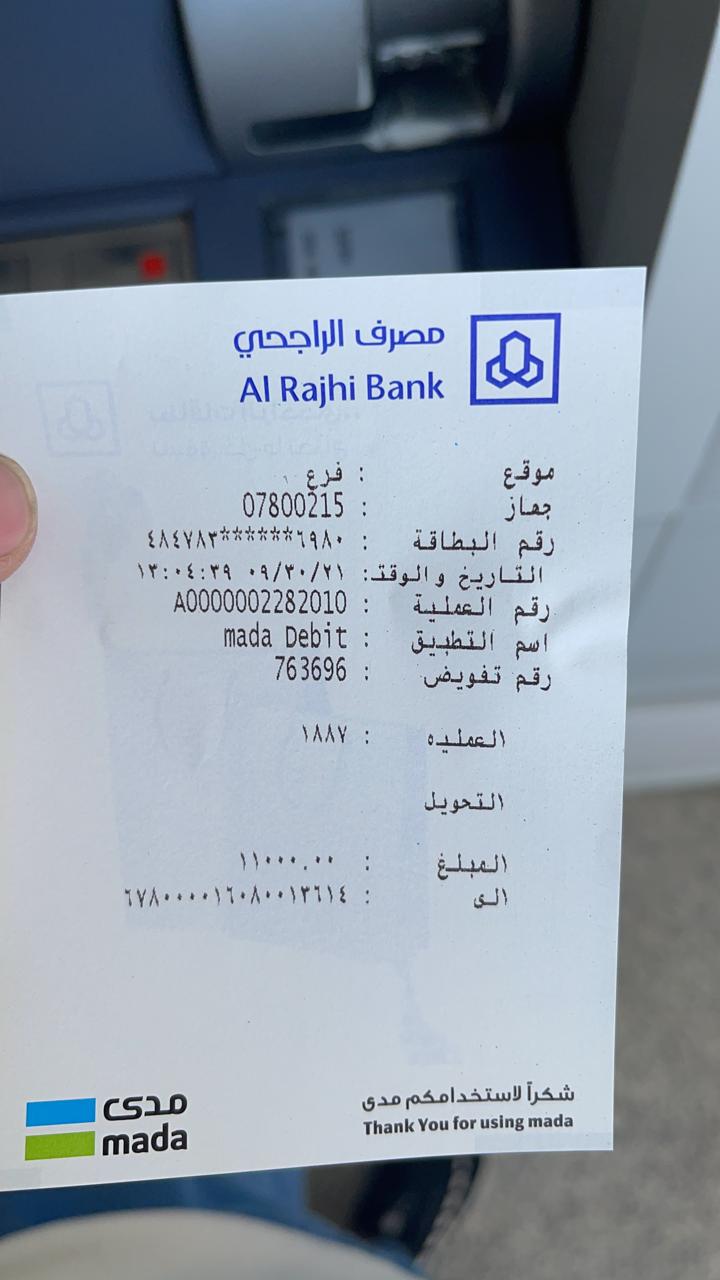 مصرف الراجحي
Al Rajhi Bank
موقع : فرع
جهاز : 07800215
رقم البطاقة : ٤٨٤٧٨٣******٦٩٨٠
التاريخ والوقت: ٠٩/٣٠/٢١ ١٣:٠٤:٣٩
رقم العملية : A0000002282010
اسم التطبيق : mada Debit
رقم تفويض : 763696
العمليه : ١٨٨٧
التحويل
المبلغ : ١١٠٠٠.٠٠
الى : ٦٧٨٠٠٠٠١٦٠٨٠٠١٣٦١٤
شكراً لاستخدامكم مدى
Thank You for using mada
مدى
mada